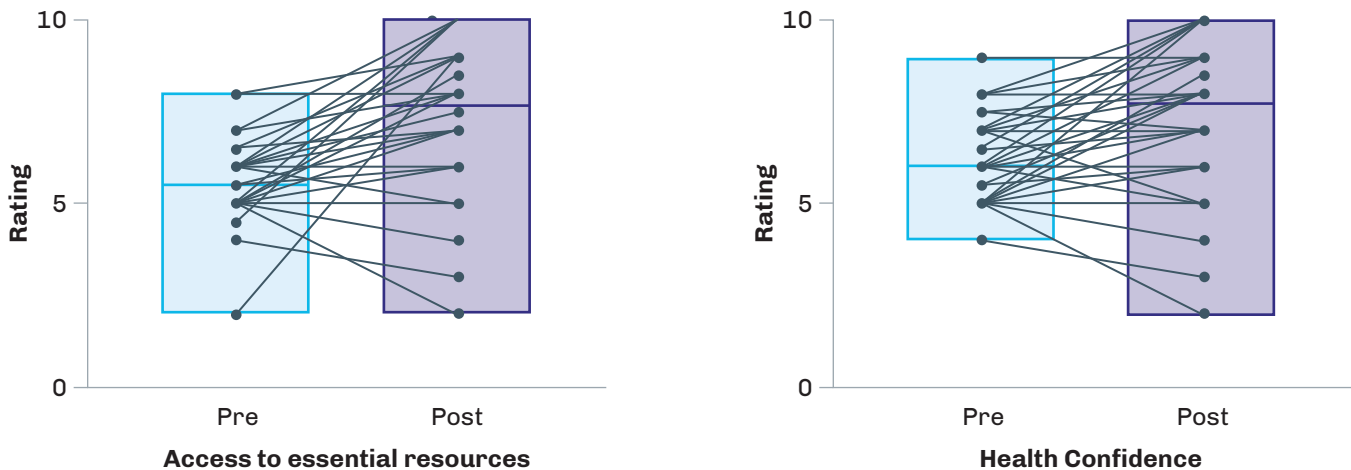 10
5
0
Rating
Pre
Post
Access to essential resources
10
5
0
Rating
Pre
Post
Health Confidence